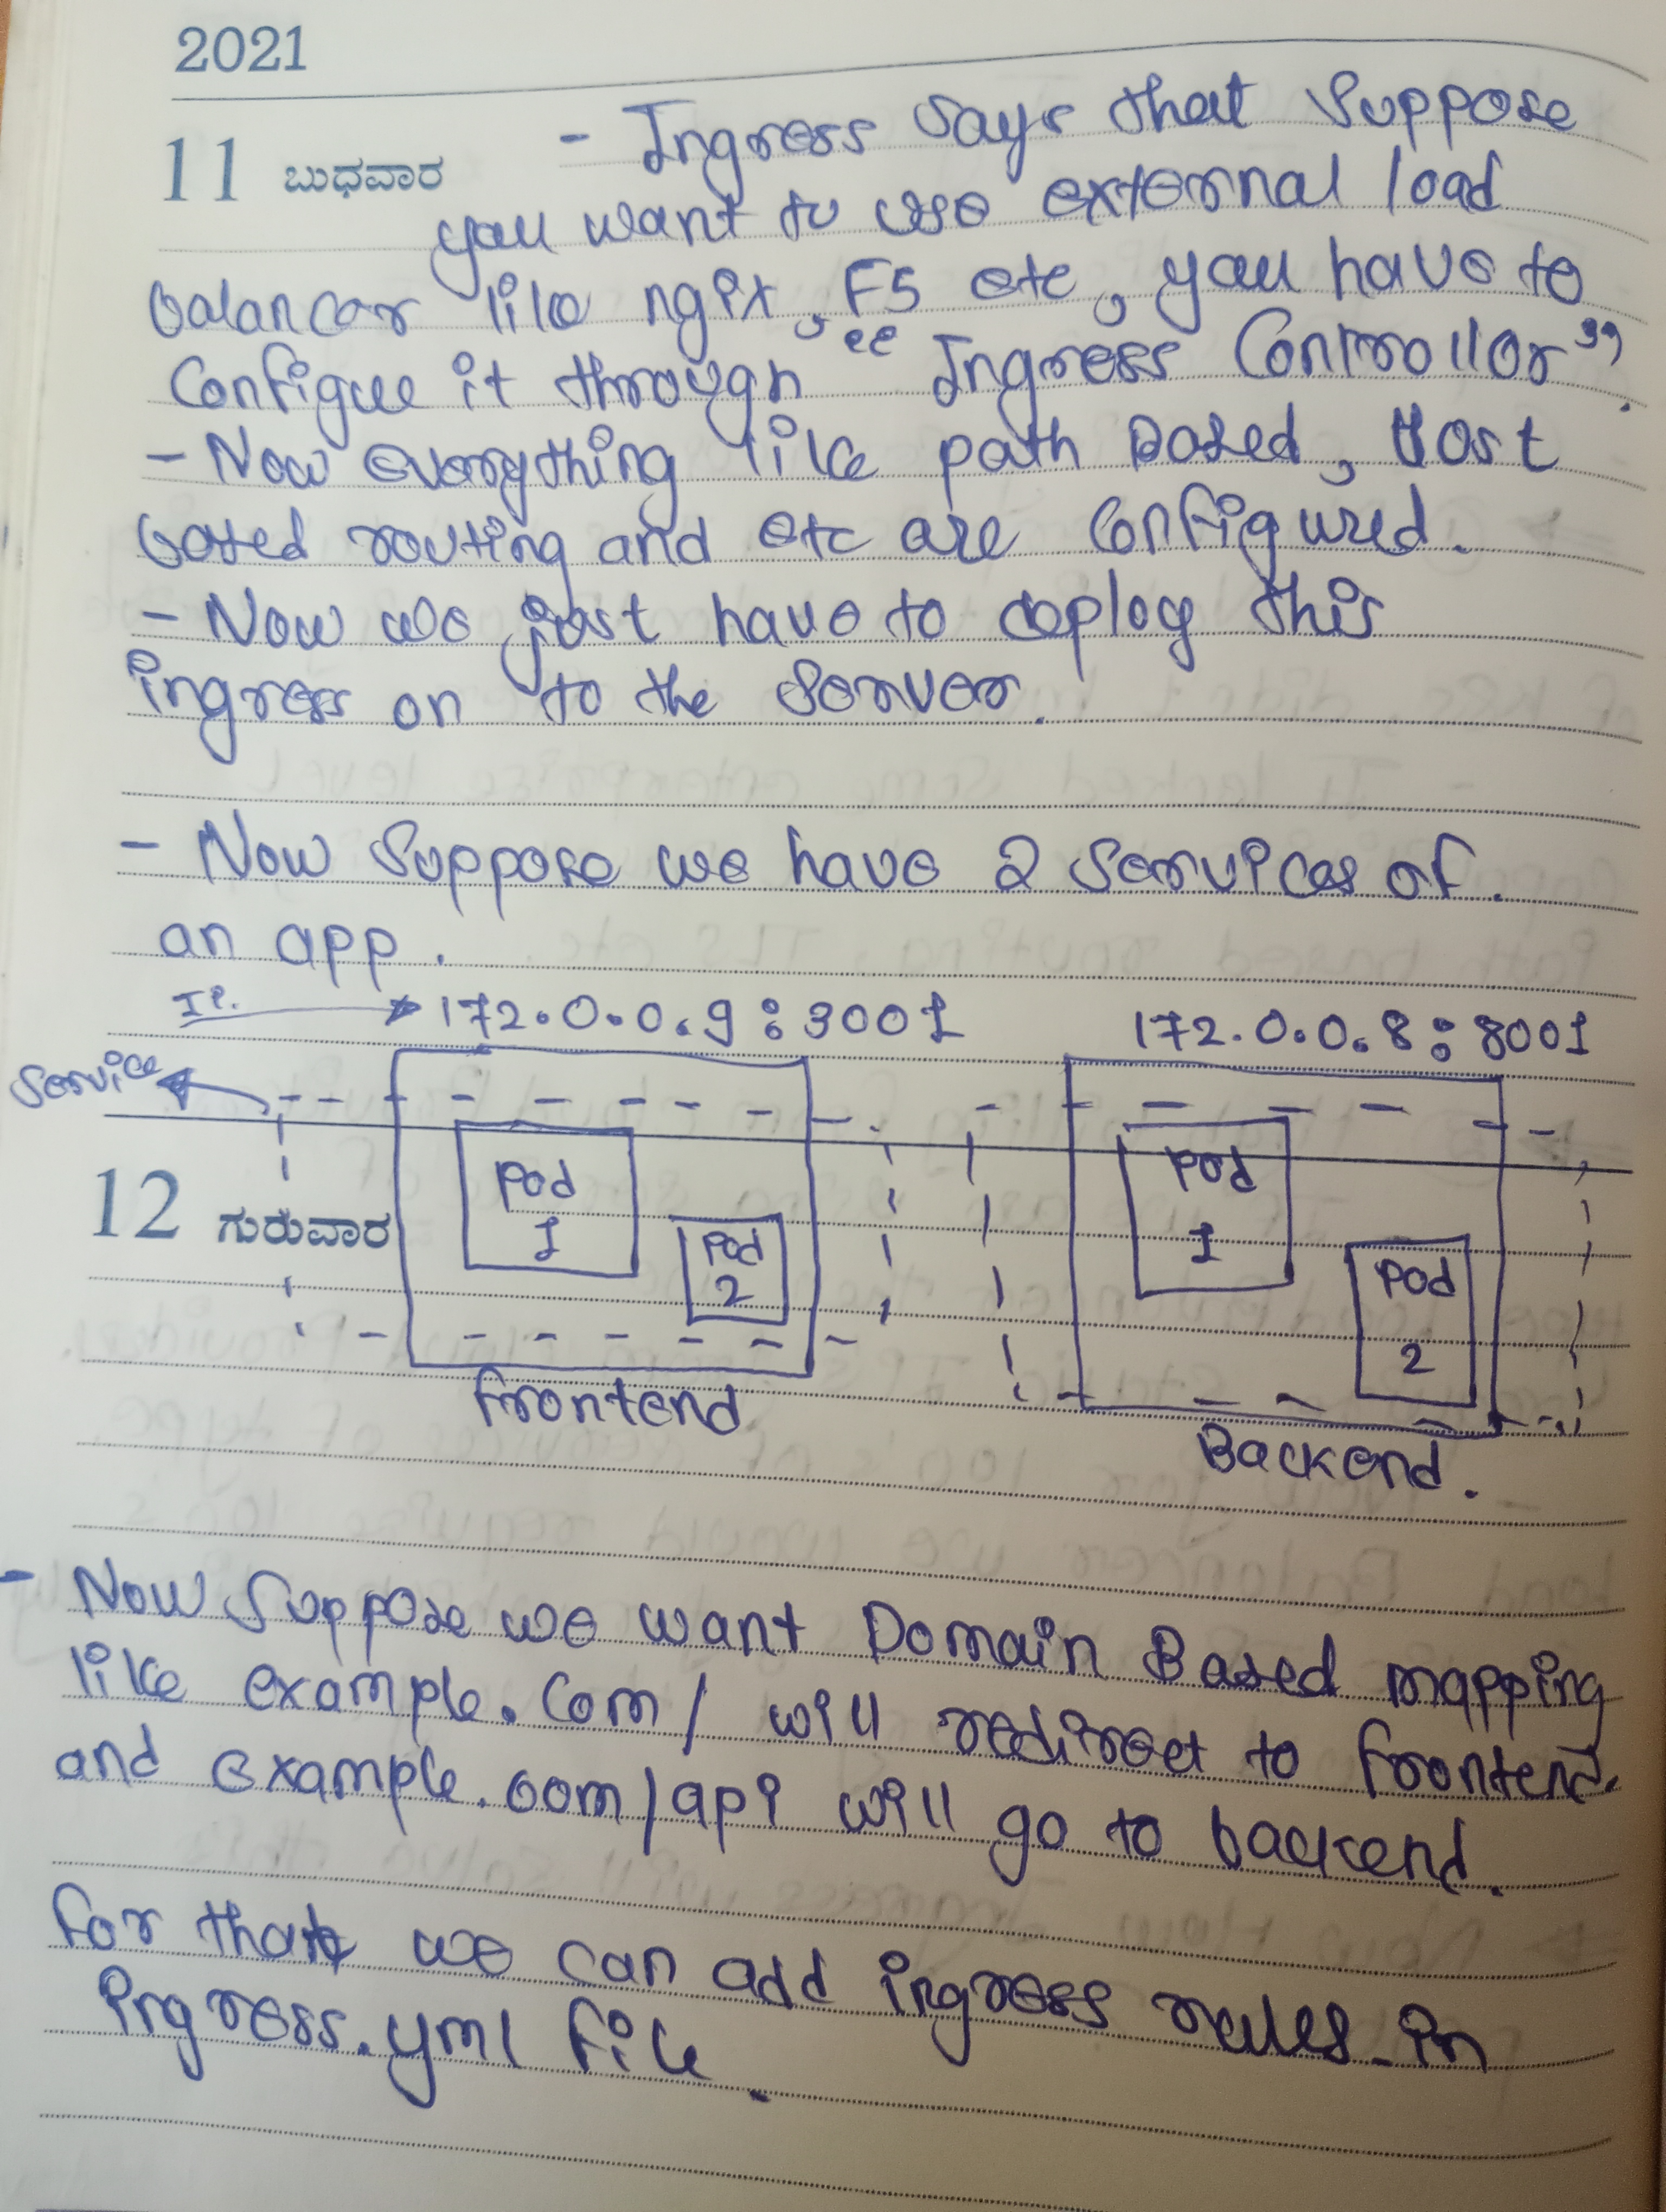 2021
11 ಬುಧವಾರ
- Ingress says that suppose
you want to use external load
balancer like ngix, F5 etc, you have to
Configue it through "Ingress Controller".
- Now everything like path Based, Host
based routing and etc are configured.
- Now we just have to deploy this
ingress on to the server.
- Now suppose we have 2 services of
an app.
IP. → 172.0.0.9:3001 172.0.0.8:8001
Service
Pod
1
Pod
2
Pod
1
Pod
2
12 ಗುರುವಾರ
Frontend
Backend.
- Now suppose we want Domain Based mapping
like example.com/ will redirect to frontend.
and example.com/api will go to backend.
For that we can add ingress rules in
ingress.yml file.